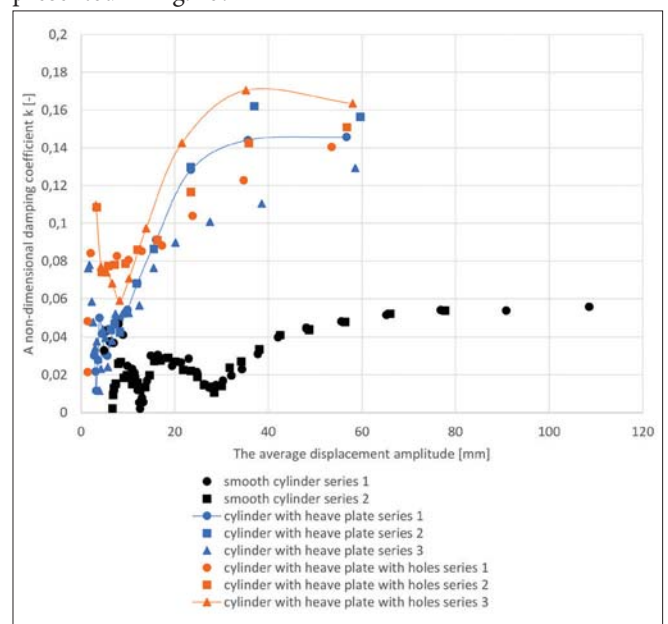 A non-dimensional damping coefficient k [-]
0,2
0,18
0,16
0,14
0,12
0,1
0,08
0,06
0,04
0,02
0
0 20 40 60 80 100 120
The average displacement amplitude [mm]
smooth cylinder series 1
smooth cylinder series 2
cylinder with heave plate series 1
cylinder with heave plate series 2
cylinder with heave plate series 3
cylinder with heave plate with holes series 1
cylinder with heave plate with holes series 2
cylinder with heave plate with holes series 3